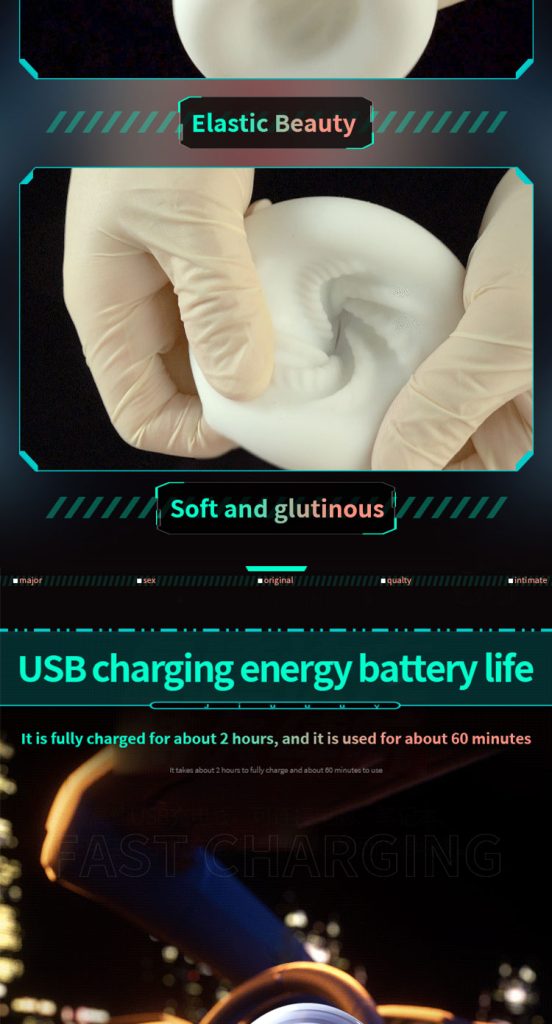 Elastic Beauty
Soft and glutinous
major sex original qualty intimate
USB charging energy battery life
It is fully charged for about 2 hours, and it is used for about 60 minutes
It takes about 2 hours to fully charge and about 60 minutes to use
FAST CHARGING